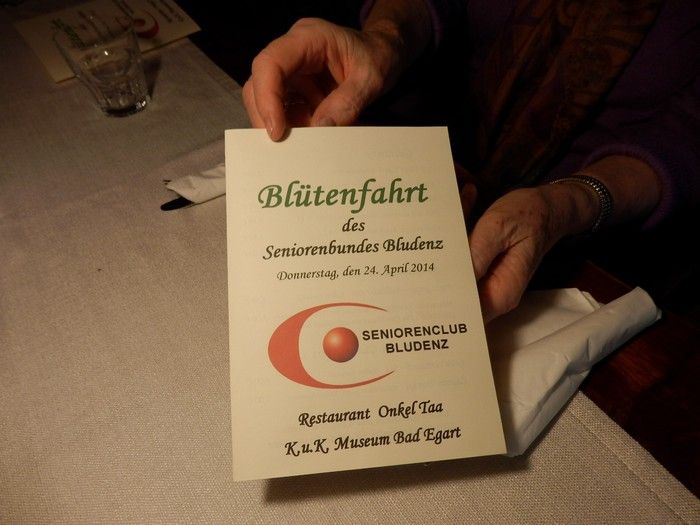 Blütenfahrt
des
Seniorenbundes Bludenz
Donnerstag, den 24. April 2014
SENIORENCLUB
BLUDENZ
Restaurant Onkel Taa
K.u.K. Museum Bad Egart